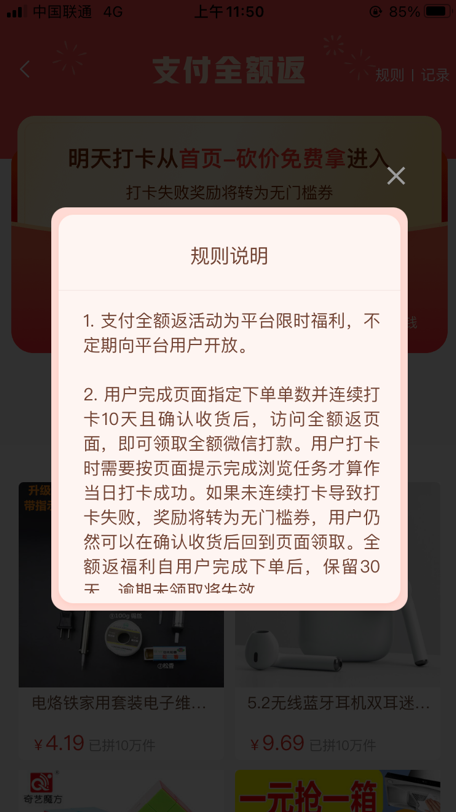 中国联通 4G 上午11:50 85%
支付全额返
规则 | 记录
明天打卡从首页-砍价免费拿进入
打卡失败奖励将转为无门槛券
规则说明
1. 支付全额返活动为平台限时福利，不
定期向平台用户开放。
2. 用户完成页面指定下单单数并连续打
卡10天且确认收货后，访问全额返页
面，即可领取全额微信打款。用户打卡
时需要按页面提示完成浏览任务才算作
当日打卡成功。如果未连续打卡导致打
卡失败，奖励将转为无门槛券，用户仍
然可以在确认收货后回到页面领取。全
额返福利自用户完成下单后，保留30
天，逾期未领取将失效
电烙铁家用套装电子维...
5.2无线蓝牙耳机双耳迷...
¥4.19 已拼10万件
¥9.69 已拼10万件
奇艺魔方
一元抢一箱